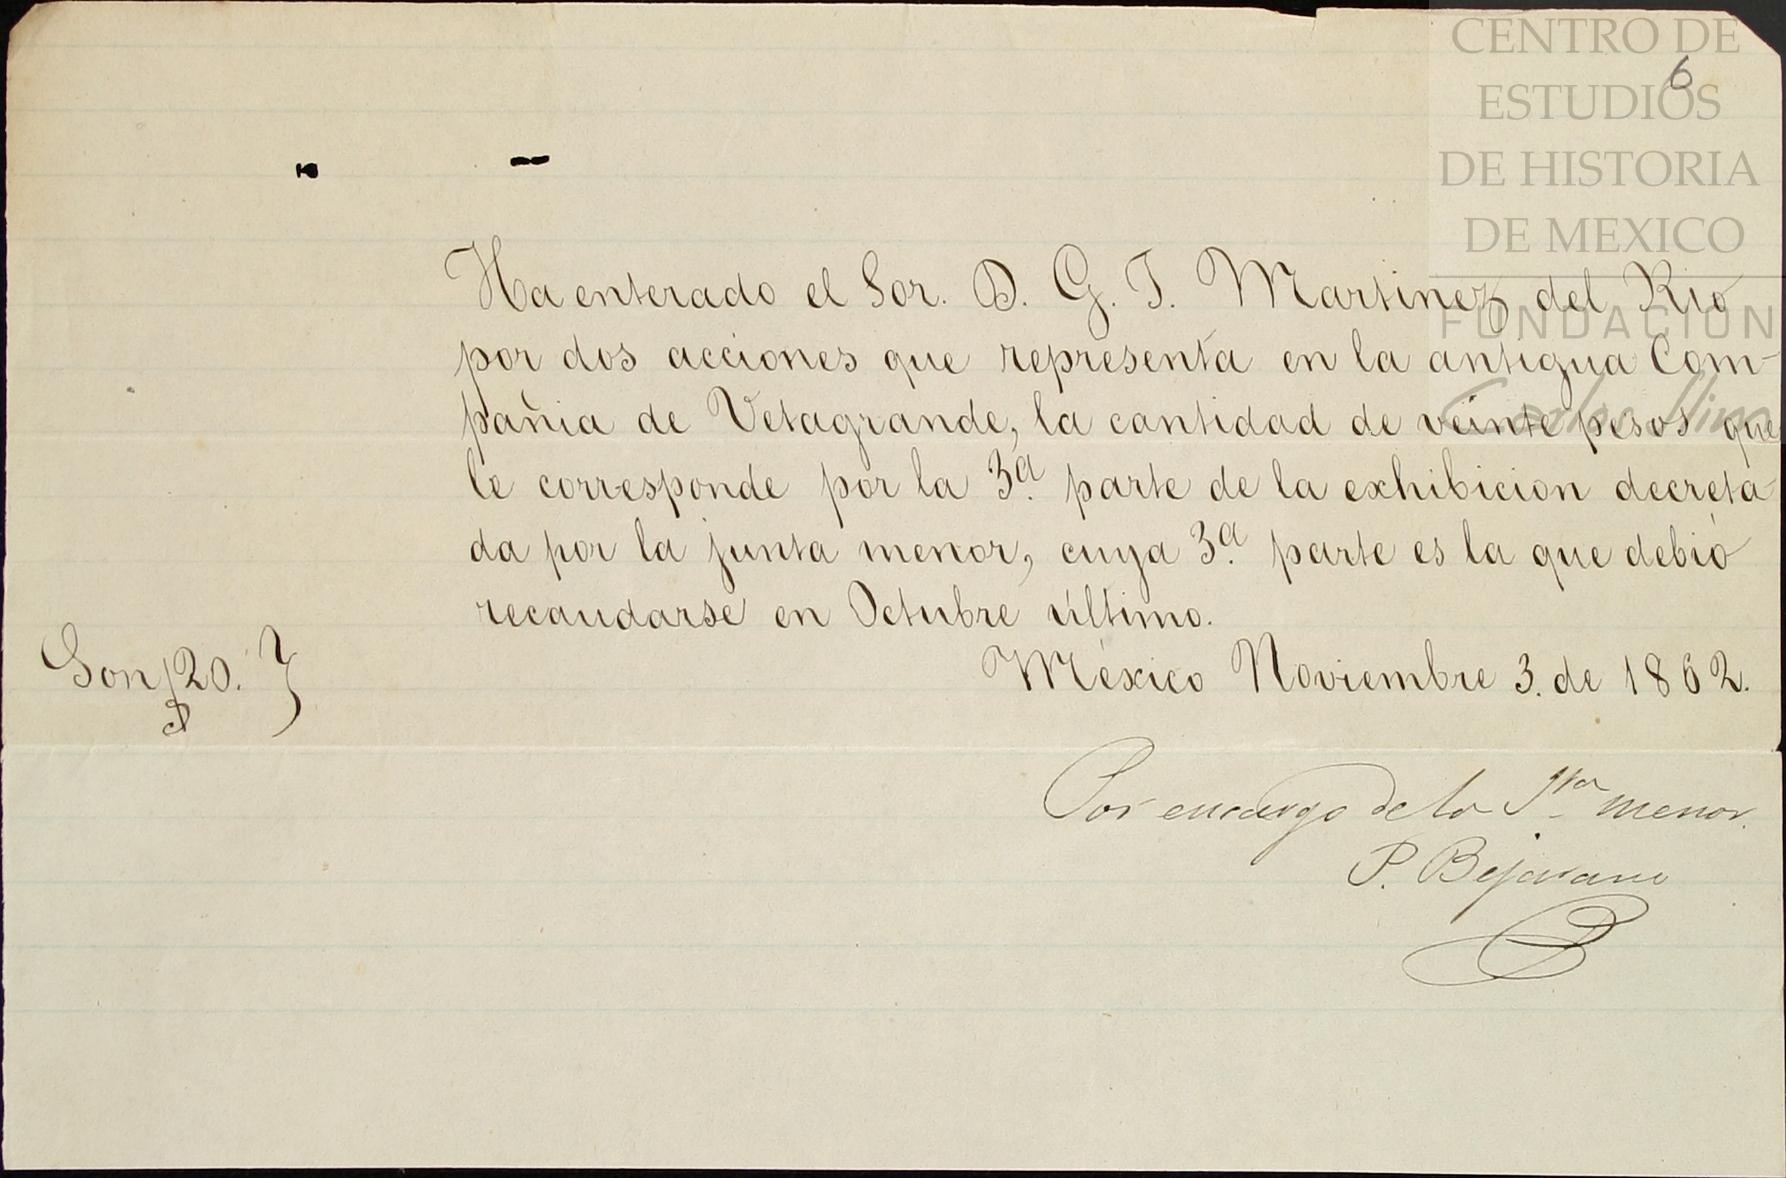 CENTRO DE
6
ESTUDIOS
DE HISTORIA
DE MEXICO
FUNDACION
Carlos Slim
Ha enterado el Sor. D. G. J. Martinez del Rio
por dos acciones que representa en la antigua Com-
pañia de Vetagrande, la cantidad de veinte pesos que
le corresponde por la 3ª parte de la exhibicion decreta-
da por la junta menor, cuya 3ª parte es la que debió
recaudarse en Octubre último.
Son 20.
México Noviembre 3. de 1862.
Por encargo de la Jta menor.
P. Bejarano